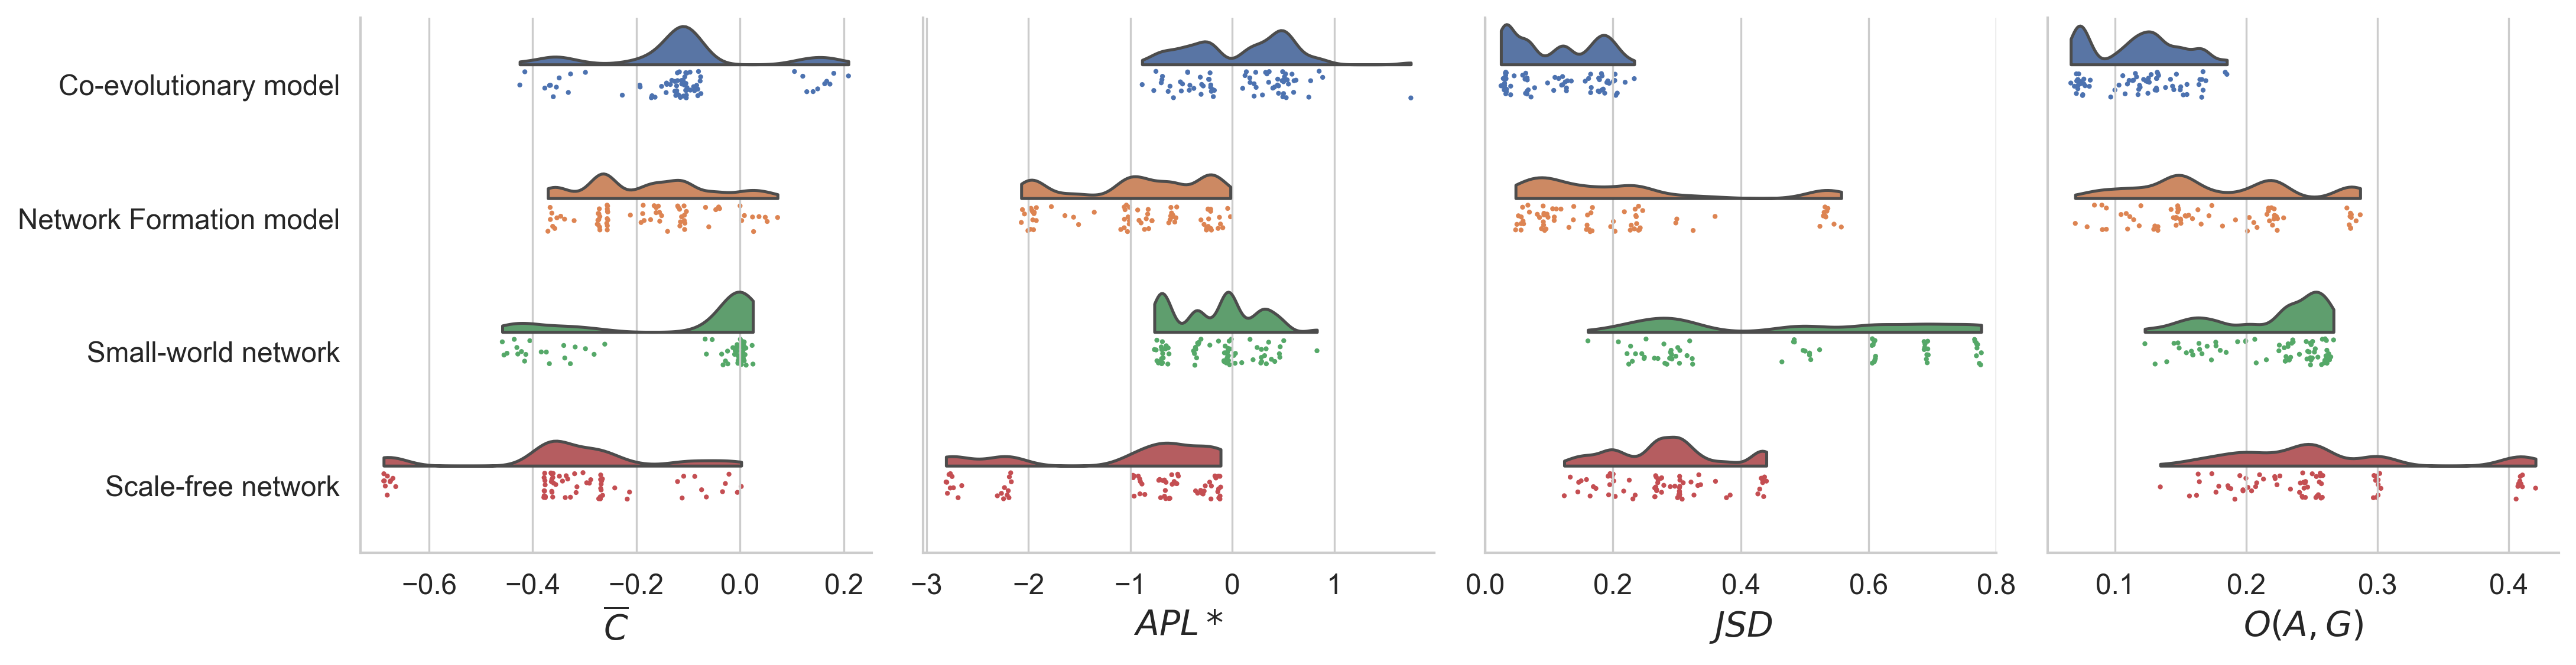 Co-evolutionary model
Network Formation model
Small-world network
Scale-free network
−0.6 −0.4 −0.2 0.0 0.2
C̅
−3 −2 −1 0 1
APL *
0.0 0.2 0.4 0.6 0.8
JSD
0.1 0.2 0.3 0.4
O(A, G)